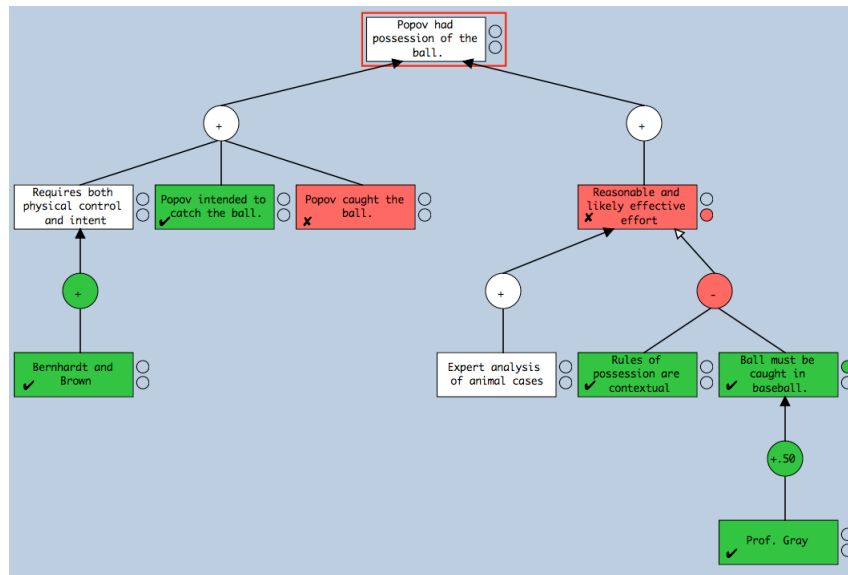 Popov had
possession of the
ball.
+
+
Requires both
physical control
and intent
Popov intended to
catch the ball.
Popov caught the
ball.
Reasonable and
likely effective
effort
+
+
-
Bernhardt and
Brown
Expert analysis
of animal cases
Rules of
possession are
contextual
Ball must be
caught in
baseball.
+.50
Prof. Gray